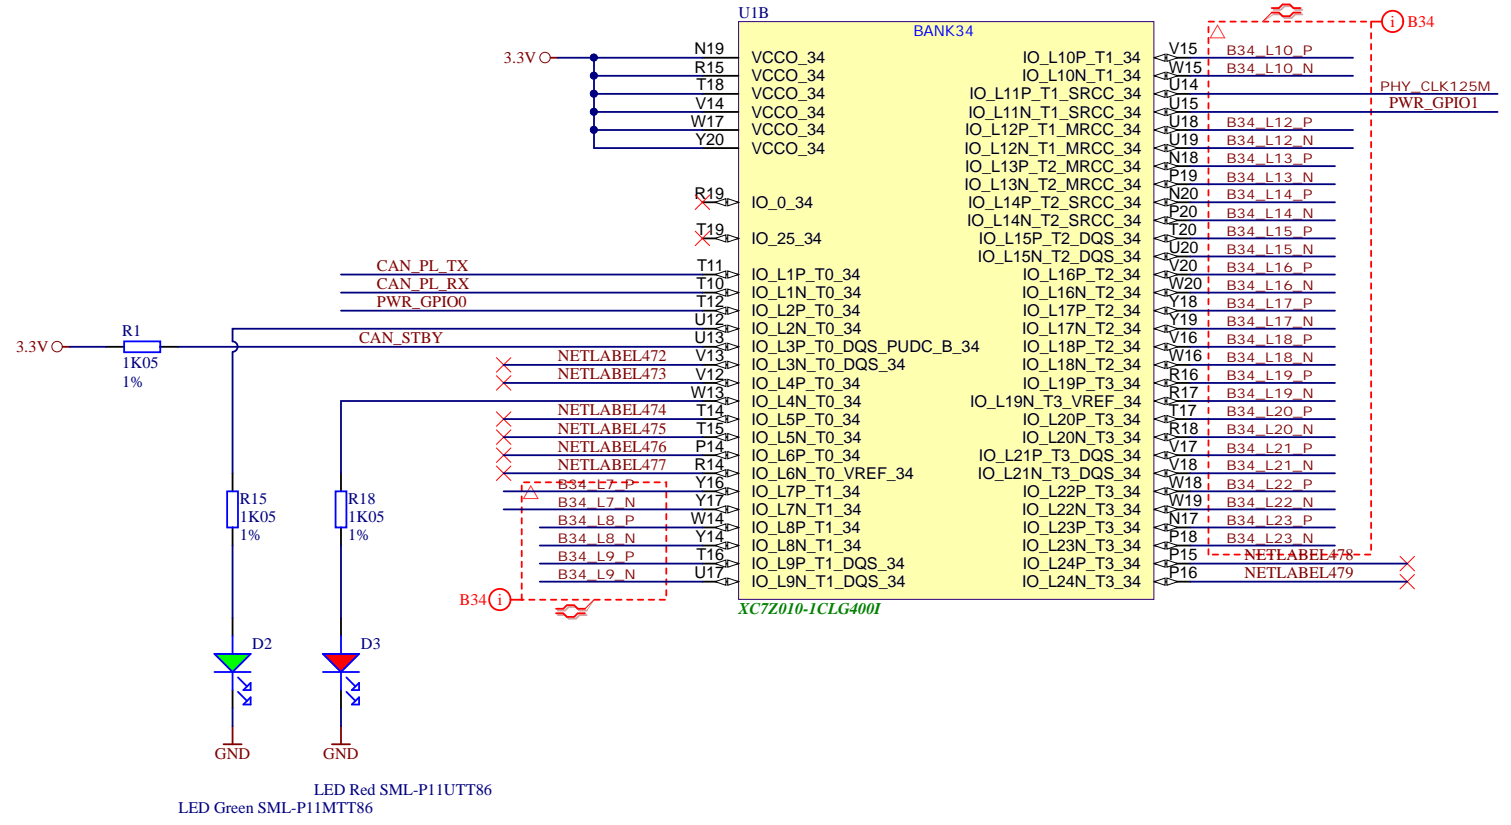 U1B
BANK34
B34
3.3V
N19 VCCO_34
R15 VCCO_34
T18 VCCO_34
V14 VCCO_34
W17 VCCO_34
Y20 VCCO_34
R19 IO_0_34
T19 IO_25_34
CAN_PL_TX T11 IO_L1P_T0_34
CAN_PL_RX T10 IO_L1N_T0_34
PWR_GPIO0 T12 IO_L2P_T0_34
U12 IO_L2N_T0_34
CAN_STBY U13 IO_L3P_T0_DQS_PUDC_B_34
NETLABEL472 V13 IO_L3N_T0_DQS_34
NETLABEL473 V12 IO_L4P_T0_34
W13 IO_L4N_T0_34
NETLABEL474 T14 IO_L5P_T0_34
NETLABEL475 T15 IO_L5N_T0_34
NETLABEL476 P14 IO_L6P_T0_34
NETLABEL477 R14 IO_L6N_T0_VREF_34
B34_L7_P Y16 IO_L7P_T1_34
B34_L7_N Y17 IO_L7N_T1_34
B34_L8_P W14 IO_L8P_T1_34
B34_L8_N Y14 IO_L8N_T1_34
B34_L9_P T16 IO_L9P_T1_DQS_34
B34_L9_N U17 IO_L9N_T1_DQS_34
IO_L10P_T1_34 V15 B34_L10_P
IO_L10N_T1_34 W15 B34_L10_N
IO_L11P_T1_SRCC_34 U14 PHY_CLK125M
IO_L11N_T1_SRCC_34 U15 PWR_GPIO1
IO_L12P_T1_MRCC_34 U18 B34_L12_P
IO_L12N_T1_MRCC_34 U19 B34_L12_N
IO_L13P_T2_MRCC_34 N18 B34_L13_P
IO_L13N_T2_MRCC_34 P19 B34_L13_N
IO_L14P_T2_SRCC_34 N20 B34_L14_P
IO_L14N_T2_SRCC_34 P20 B34_L14_N
IO_L15P_T2_DQS_34 T20 B34_L15_P
IO_L15N_T2_DQS_34 U20 B34_L15_N
IO_L16P_T2_34 V20 B34_L16_P
IO_L16N_T2_34 W20 B34_L16_N
IO_L17P_T2_34 Y18 B34_L17_P
IO_L17N_T2_34 Y19 B34_L17_N
IO_L18P_T2_34 V16 B34_L18_P
IO_L18N_T2_34 W16 B34_L18_N
IO_L19P_T3_34 R16 B34_L19_P
IO_L19N_T3_VREF_34 R17 B34_L19_N
IO_L20P_T3_34 T17 B34_L20_P
IO_L20N_T3_34 R18 B34_L20_N
IO_L21P_T3_DQS_34 V17 B34_L21_P
IO_L21N_T3_DQS_34 V18 B34_L21_N
IO_L22P_T3_34 W18 B34_L22_P
IO_L22N_T3_34 W19 B34_L22_N
IO_L23P_T3_34 N17 B34_L23_P
IO_L23N_T3_34 P18 B34_L23_N
IO_L24P_T3_34 P15 NETLABEL478
IO_L24N_T3_34 P16 NETLABEL479
XC7Z010-1CLG400I
B34
3.3V
R1
1K05
1%
R15
1K05
1%
R18
1K05
1%
D2
D3
GND
GND
LED Red SML-P11UTT86
LED Green SML-P11MTT86